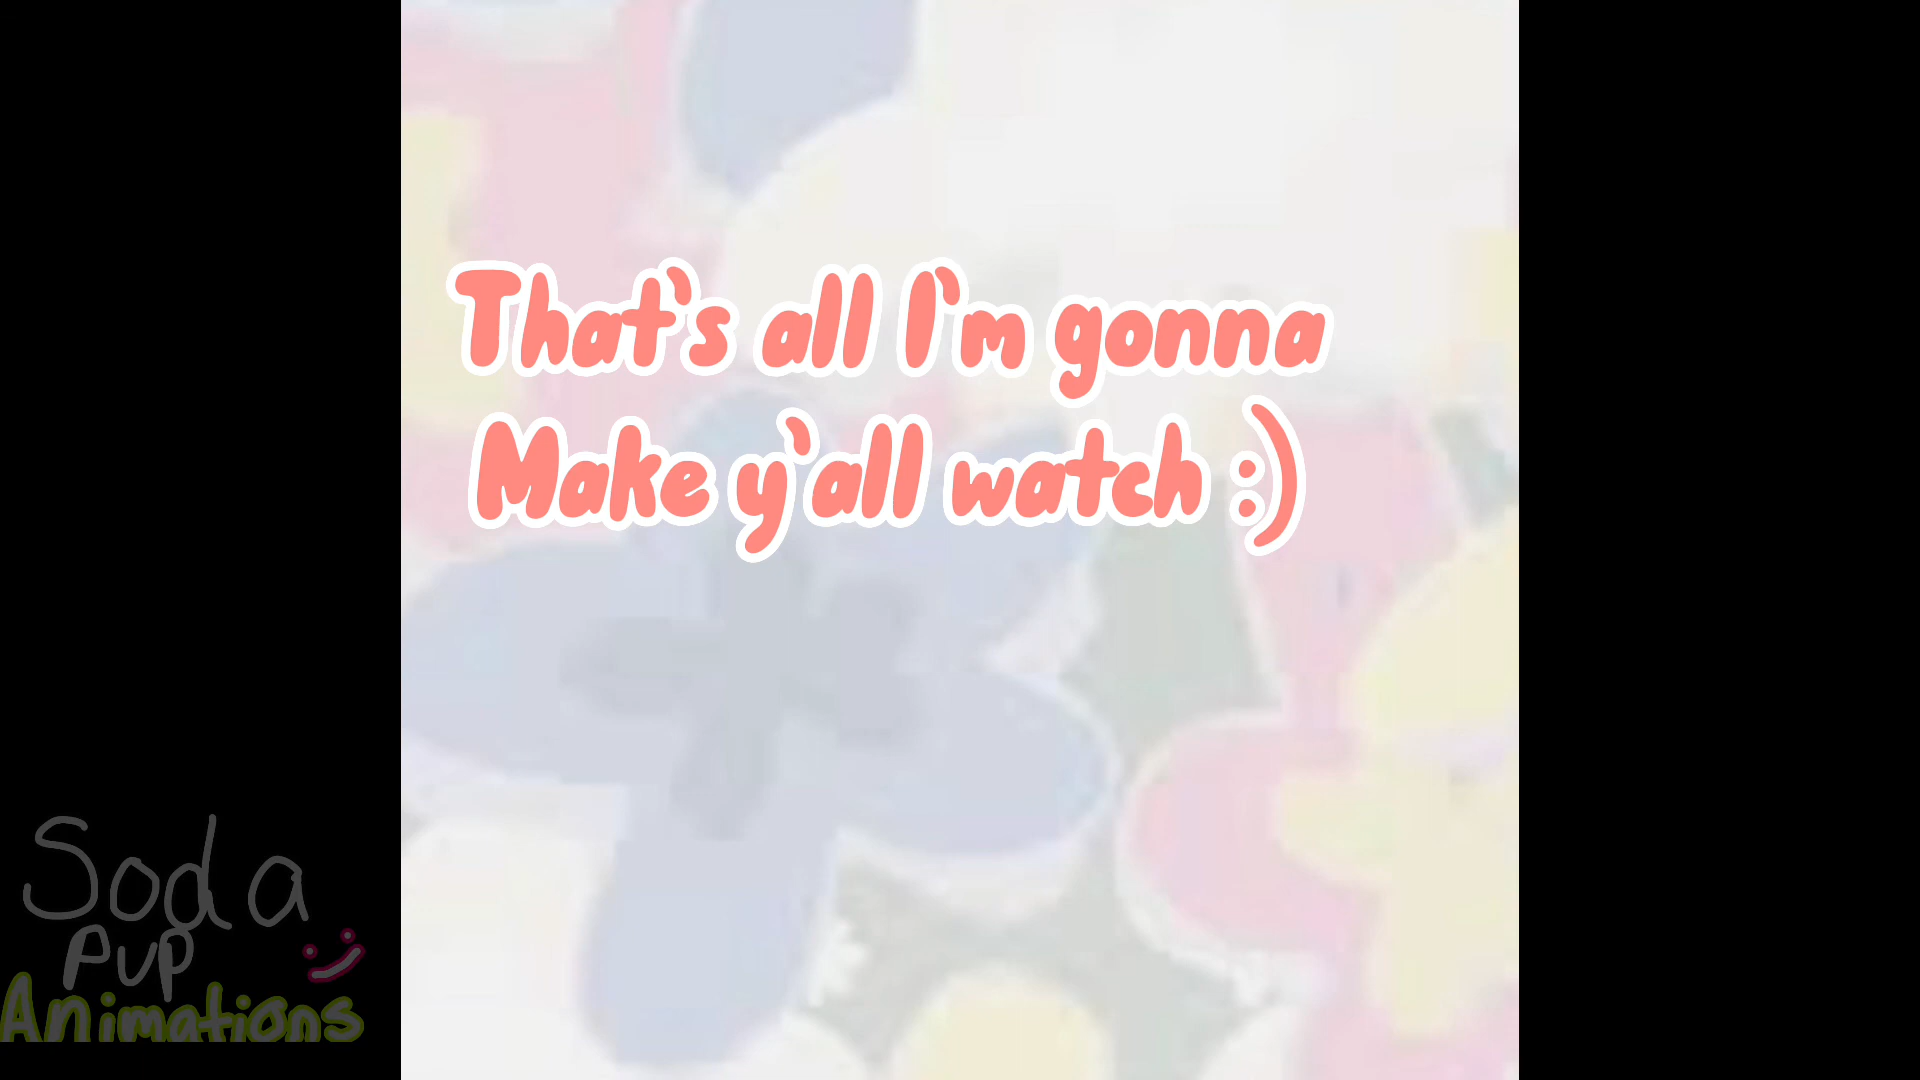 That's all I'm gonna
Make y'all watch :)
Soda
Pup
Animations